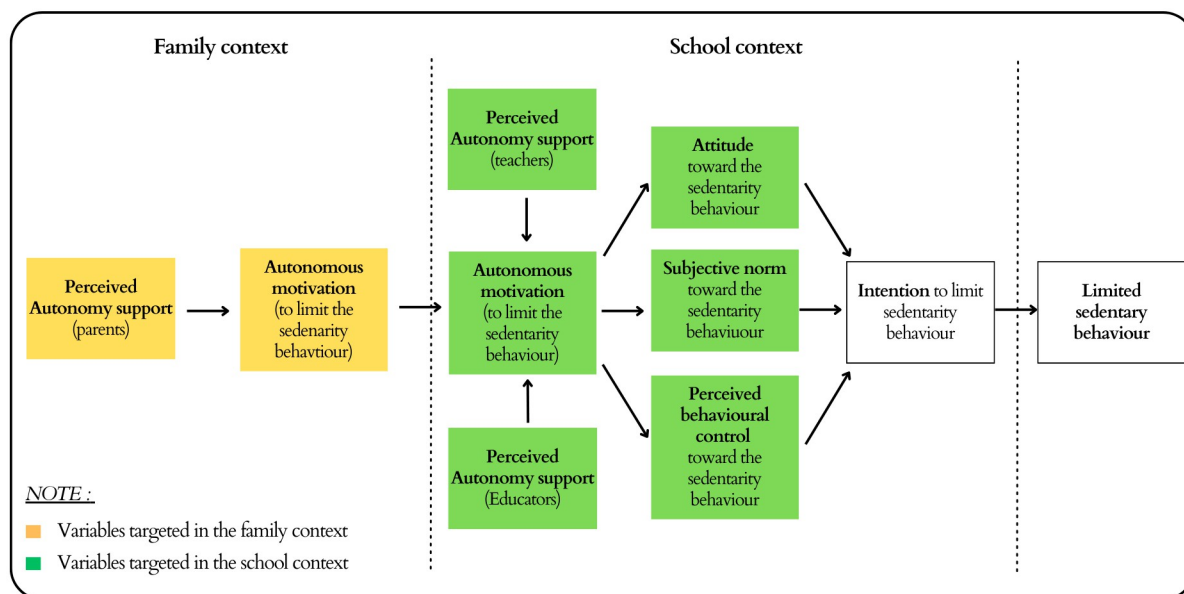 Family context
School context
Perceived
Autonomy support
(parents)
Autonomous
motivation
(to limit the
sedenarity
behavtiour)
Perceived
Autonomy support
(teachers)
Autonomous
motivation
(to limit the
sedentarity
behaviour)
Perceived
Autonomy support
(Educators)
Attitude
toward the
sedentarity
behaviour
Subjective norm
toward the
sedentarity
behaviuour
Perceived
behavioural
control
toward the
sedentarity
behaviour
Intention to limit
sedentarity
behaviour
Limited
sedentary
behaviour
NOTE :
Variables targeted in the family context
Variables targeted in the school context